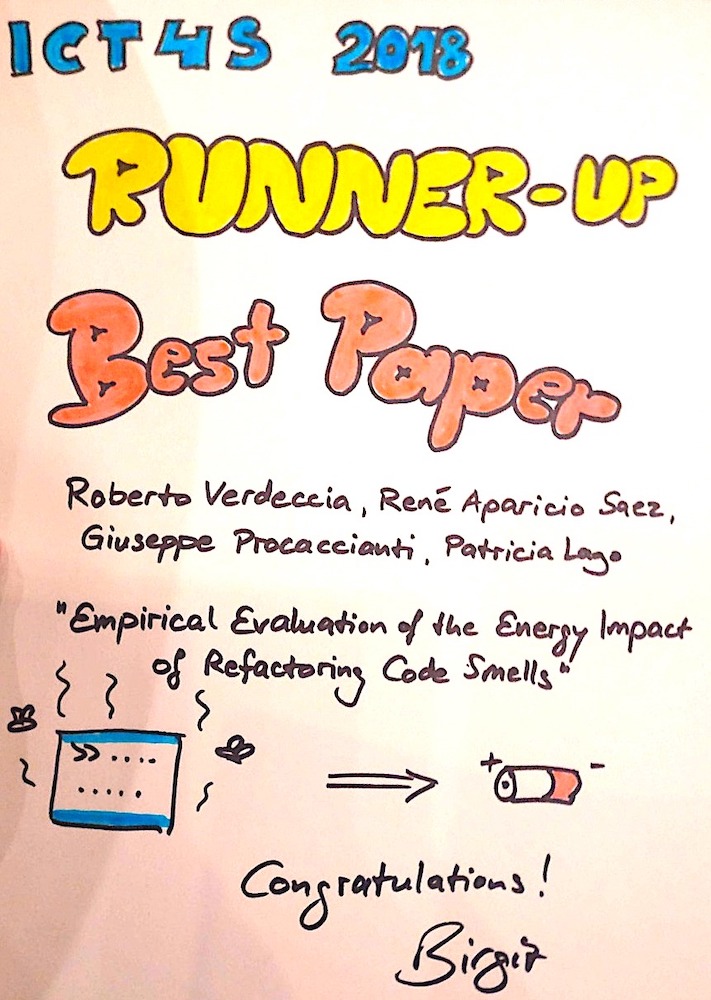 ICT4S 2018
RUNNER-UP
Best Paper
Roberto Verdeccia, René Aparicio Saez,
Giuseppe Procaccianti, Patricia Lago
"Empirical Evaluation of the Energy Impact
of Refactoring Code Smells"
>> ....
.....
+ -
Congratulations!
Birgit